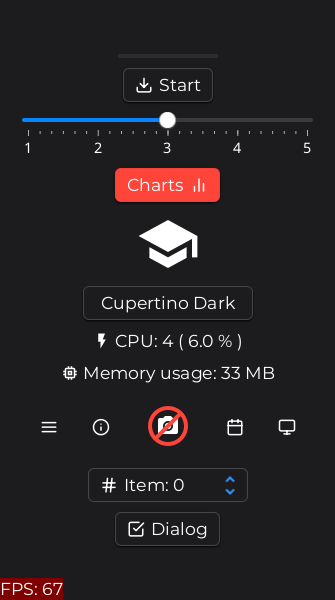 Start
1 2 3 4 5
Charts
Cupertino Dark
CPU: 4 ( 6.0 % )
Memory usage: 33 MB
# Item: 0
Dialog
FPS: 67